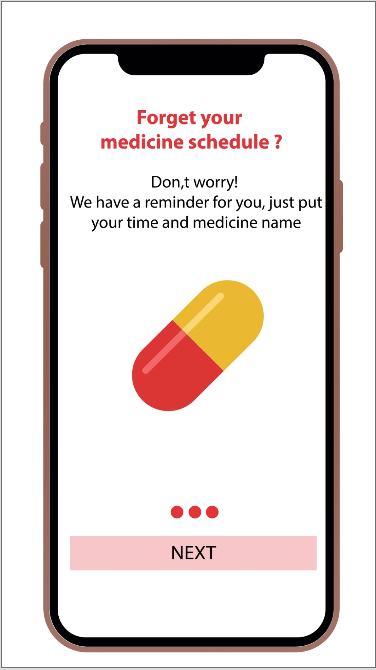 Forget your
medicine schedule ?
Don,t worry!
We have a reminder for you, just put
your time and medicine name
NEXT